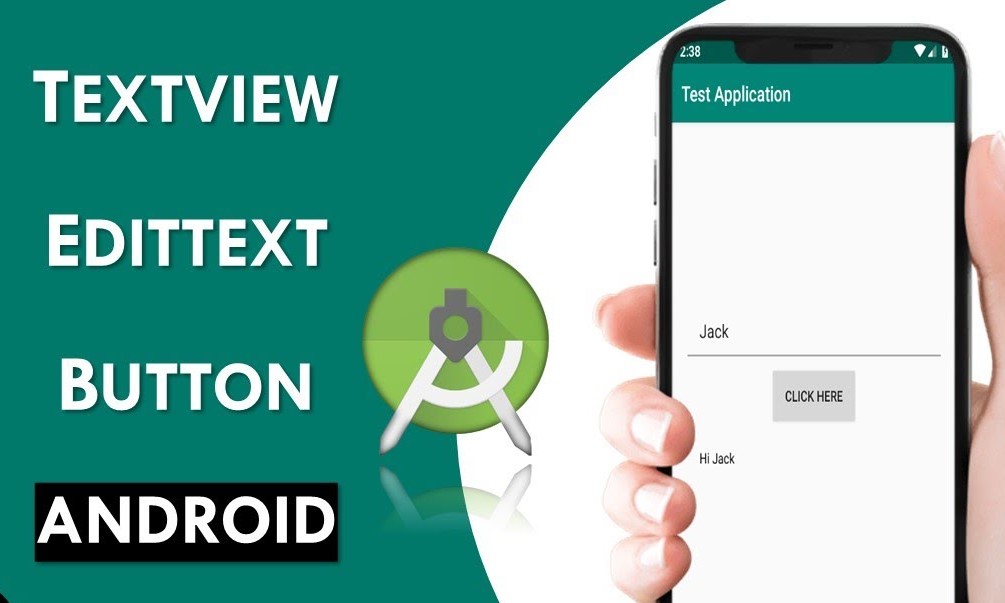 TEXTVIEW
EDITTEXT
BUTTON
ANDROID
2:38
Test Application
Jack
CLICK HERE
Hi Jack